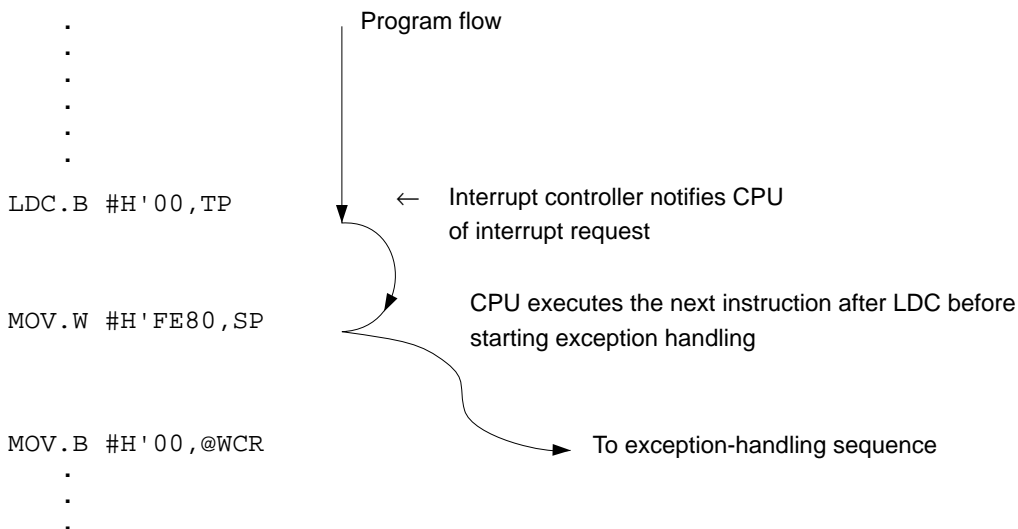 .
Program flow
.
.
.
.
.
LDC.B #H'00,TP
← Interrupt controller notifies CPU
of interrupt request
MOV.W #H'FE80,SP
CPU executes the next instruction after LDC before
starting exception handling
MOV.B #H'00,@WCR
To exception-handling sequence
.
.
.